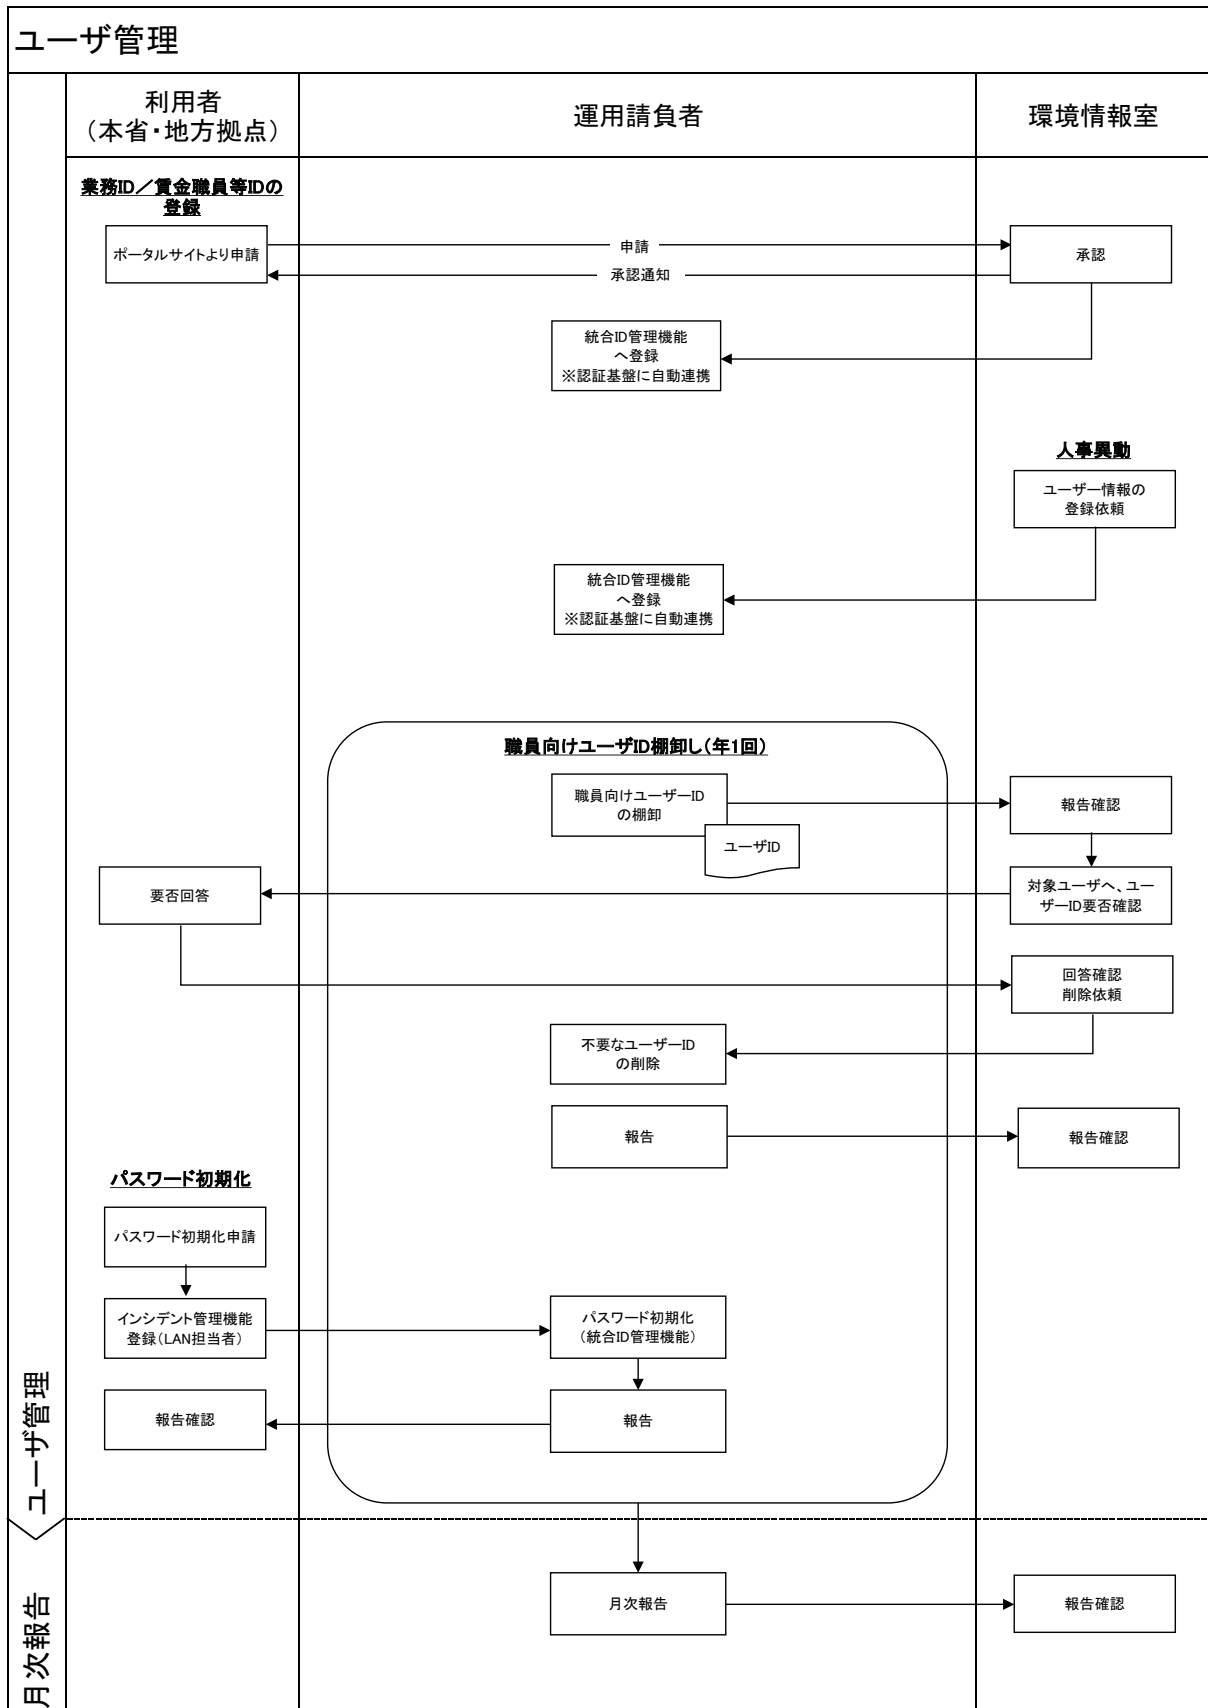 ユーザ管理
利用者
（本省・地方拠点）
運用請負者
環境情報室
業務ID／賃金職員等IDの
登録
ポータルサイトより申請
申請
承認通知
承認
統合ID管理機能
へ登録
※認証基盤に自動連携
人事異動
ユーザー情報の
登録依頼
統合ID管理機能
へ登録
※認証基盤に自動連携
職員向けユーザID棚卸し（年1回）
職員向けユーザーID
の棚卸
ユーザID
報告確認
対象ユーザへ、ユー
ザーID要否確認
要否回答
回答確認
削除依頼
不要なユーザーID
の削除
報告
報告確認
パスワード初期化
パスワード初期化申請
インシデント管理機能
登録（LAN担当者）
パスワード初期化
（統合ID管理機能）
報告
報告確認
ユーザ管理
月次報告
報告確認
月次報告